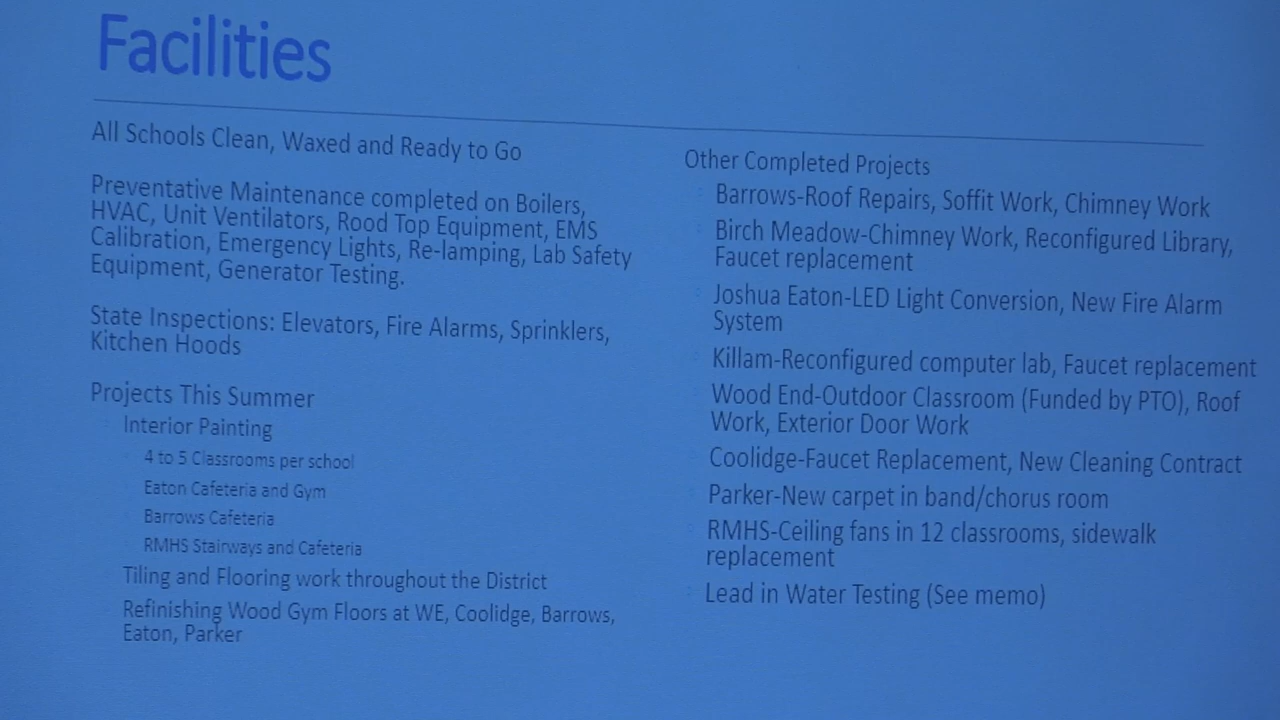 Facilities
All Schools Clean, Waxed and Ready to Go
Preventative Maintenance completed on Boilers,
HVAC, Unit Ventilators, Rood Top Equipment, EMS
Calibration, Emergency Lights, Re-lamping, Lab Safety
Equipment, Generator Testing.
State Inspections: Elevators, Fire Alarms, Sprinklers,
Kitchen Hoods
Projects This Summer
Interior Painting
4 to 5 Classrooms per school
Eaton Cafeteria and Gym
Barrows Cafeteria
RMHS Stairways and Cafeteria
Tiling and Flooring work throughout the District
Refinishing Wood Gym Floors at WE, Coolidge, Barrows,
Eaton, Parker
Other Completed Projects
Barrows-Roof Repairs, Soffit Work, Chimney Work
Birch Meadow-Chimney Work, Reconfigured Library,
Faucet replacement
Joshua Eaton-LED Light Conversion, New Fire Alarm
System
Killam-Reconfigured computer lab, Faucet replacement
Wood End-Outdoor Classroom (Funded by PTO), Roof
Work, Exterior Door Work
Coolidge-Faucet Replacement, New Cleaning Contract
Parker-New carpet in band/chorus room
RMHS-Ceiling fans in 12 classrooms, sidewalk
replacement
Lead in Water Testing (See memo)